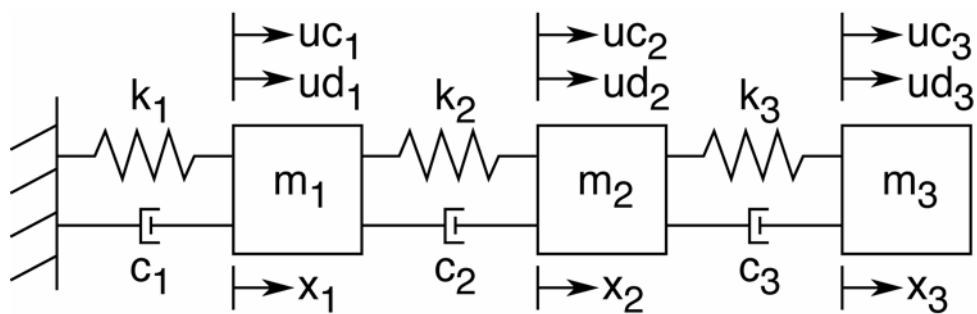 uc₁ uc₂ uc₃
ud₁ ud₂ ud₃
k₁ k₂ k₃
m₁ m₂ m₃
c₁ c₂ c₃
x₁ x₂ x₃